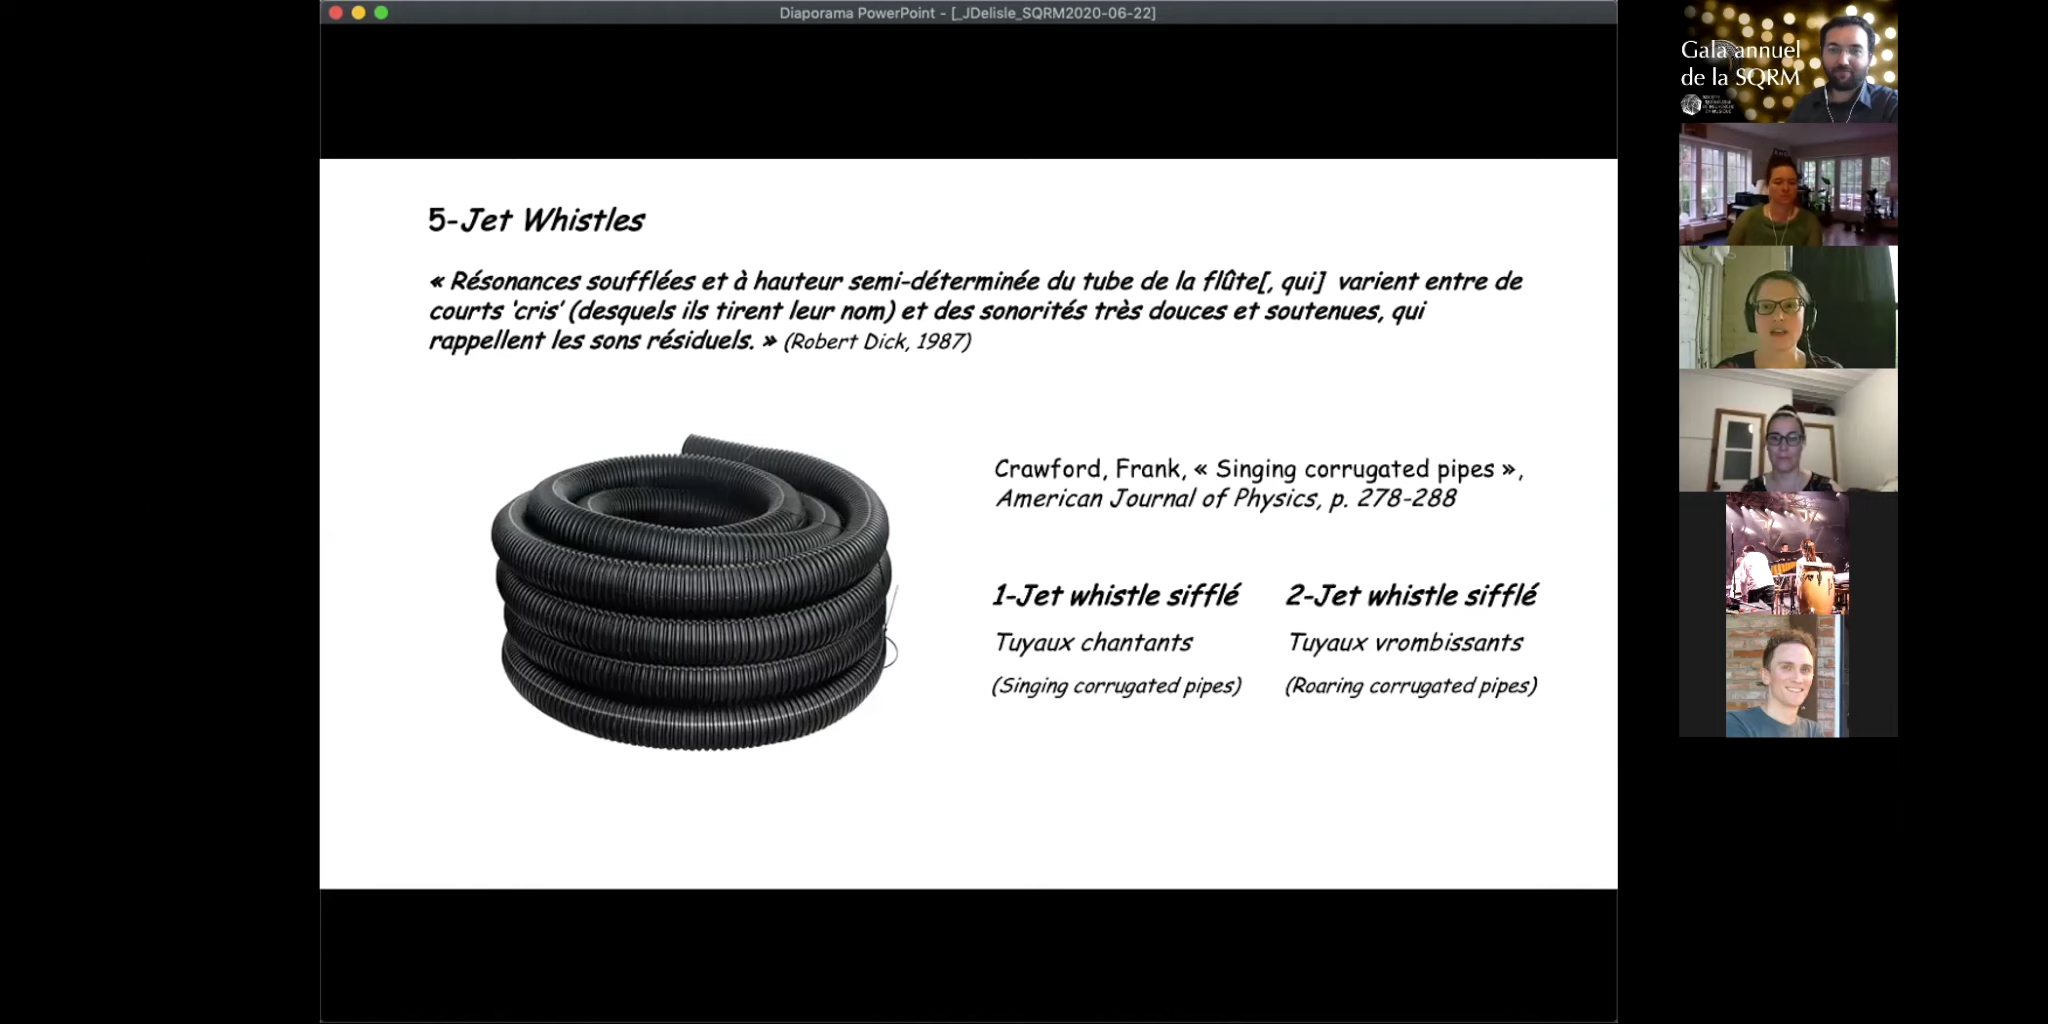 Diaporama PowerPoint - [_JDelisle_SQRM2020-06-22]
Gala annuel
de la SQRM
5-Jet Whistles
« Résonances soufflées et à hauteur semi-déterminée du tube de la flûte[, qui] varient entre de
courts 'cris' (desquels ils tirent leur nom) et des sonorités très douces et soutenues, qui
rappellent les sons résiduels. » (Robert Dick, 1987)
Crawford, Frank, « Singing corrugated pipes »,
American Journal of Physics, p. 278-288
1-Jet whistle sifflé
Tuyaux chantants
(Singing corrugated pipes)
2-Jet whistle sifflé
Tuyaux vrombissants
(Roaring corrugated pipes)